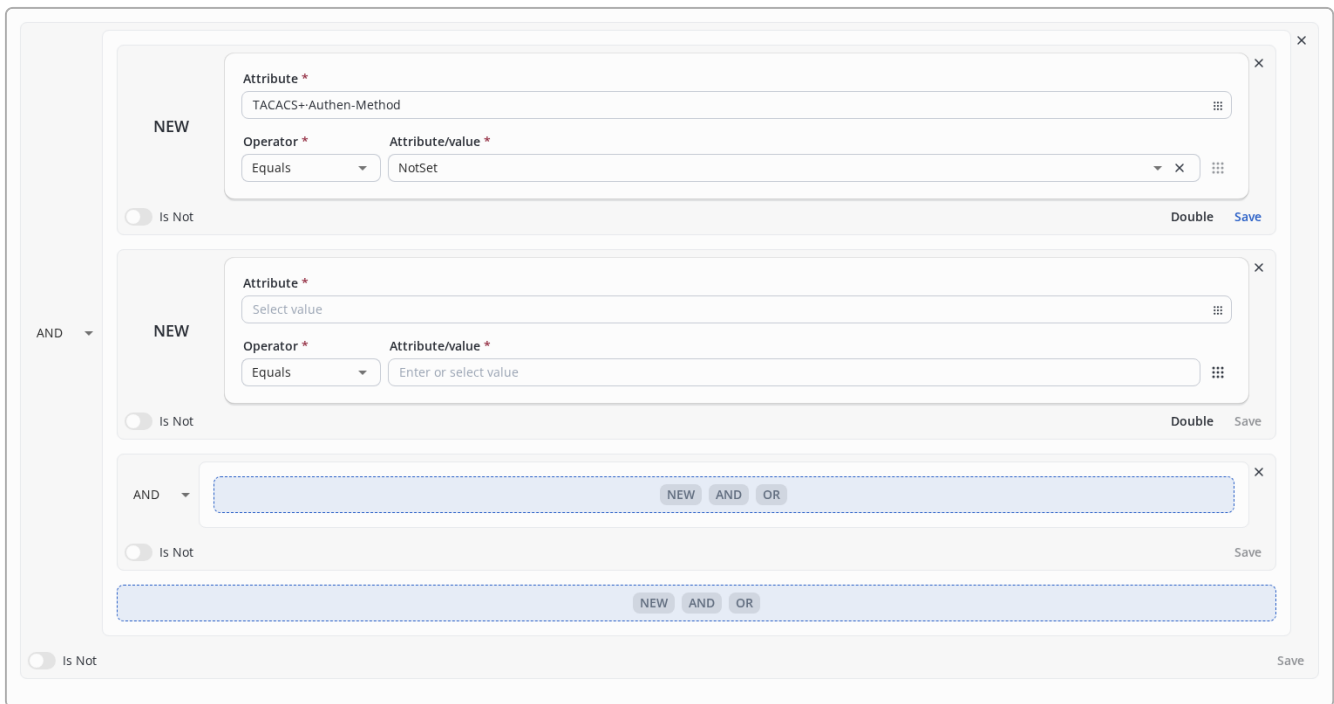 Attribute *
TACACS+·Authen-Method
NEW
Operator * Attribute/value *
Equals NotSet
Is Not Double Save
Attribute *
Select value
NEW
AND
Operator * Attribute/value *
Equals Enter or select value
Is Not Double Save
AND NEW AND OR
Is Not Save
NEW AND OR
Is Not Save